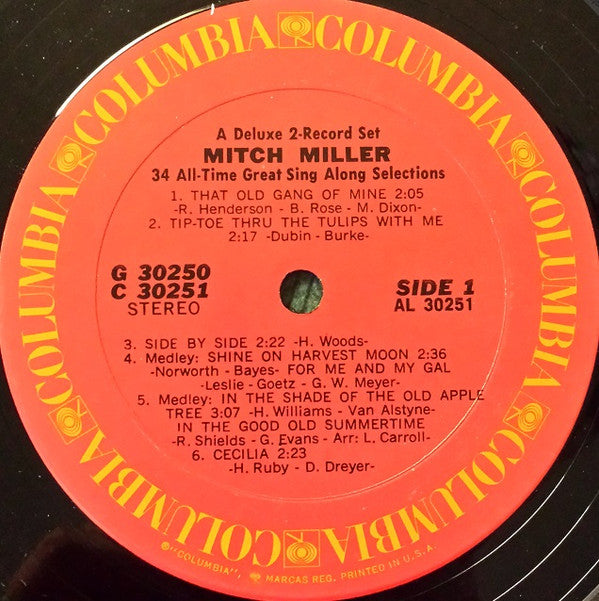 COLUMBIA COLUMBIA COLUMBIA COLUMBIA COLUMBIA COLUMBIA
A Deluxe 2-Record Set
MITCH MILLER
34 All-Time Great Sing Along Selections
1. THAT OLD GANG OF MINE 2:05
-R. Henderson - B. Rose - M. Dixon-
2. TIP-TOE THRU THE TULIPS WITH ME
2:17 -Dubin - Burke-
G 30250
C 30251
STEREO
SIDE 1
AL 30251
3. SIDE BY SIDE 2:22 -H. Woods-
4. Medley: SHINE ON HARVEST MOON 2:36
-Norworth - Bayes- FOR ME AND MY GAL
-Leslie - Goetz - G. W. Meyer-
5. Medley: IN THE SHADE OF THE OLD APPLE
TREE 3:07 -H. Williams - Van Alstyne-
IN THE GOOD OLD SUMMERTIME
-R. Shields - G. Evans - Arr: L. Carroll-
6. CECILIA 2:23
-H. Ruby - D. Dreyer-
® "COLUMBIA", MARCAS REG. PRINTED IN U.S.A.